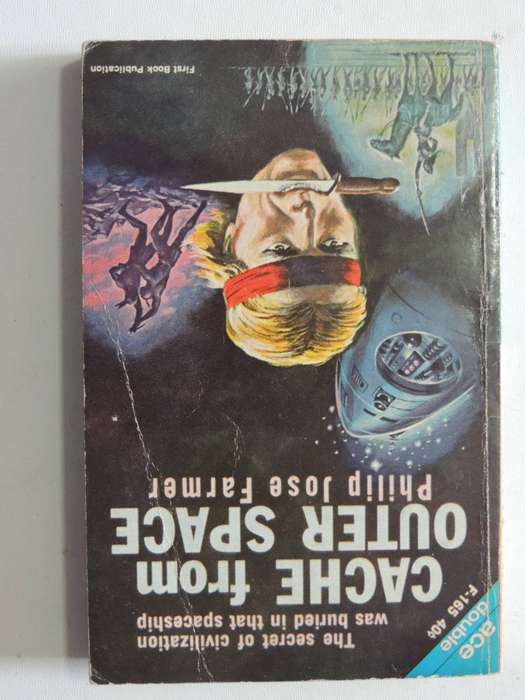 ace
double
F-165 40¢
The secret of civilization
was buried in that spaceship
CACHE from
OUTER SPACE
Philip Jose Farmer
First Book Publication